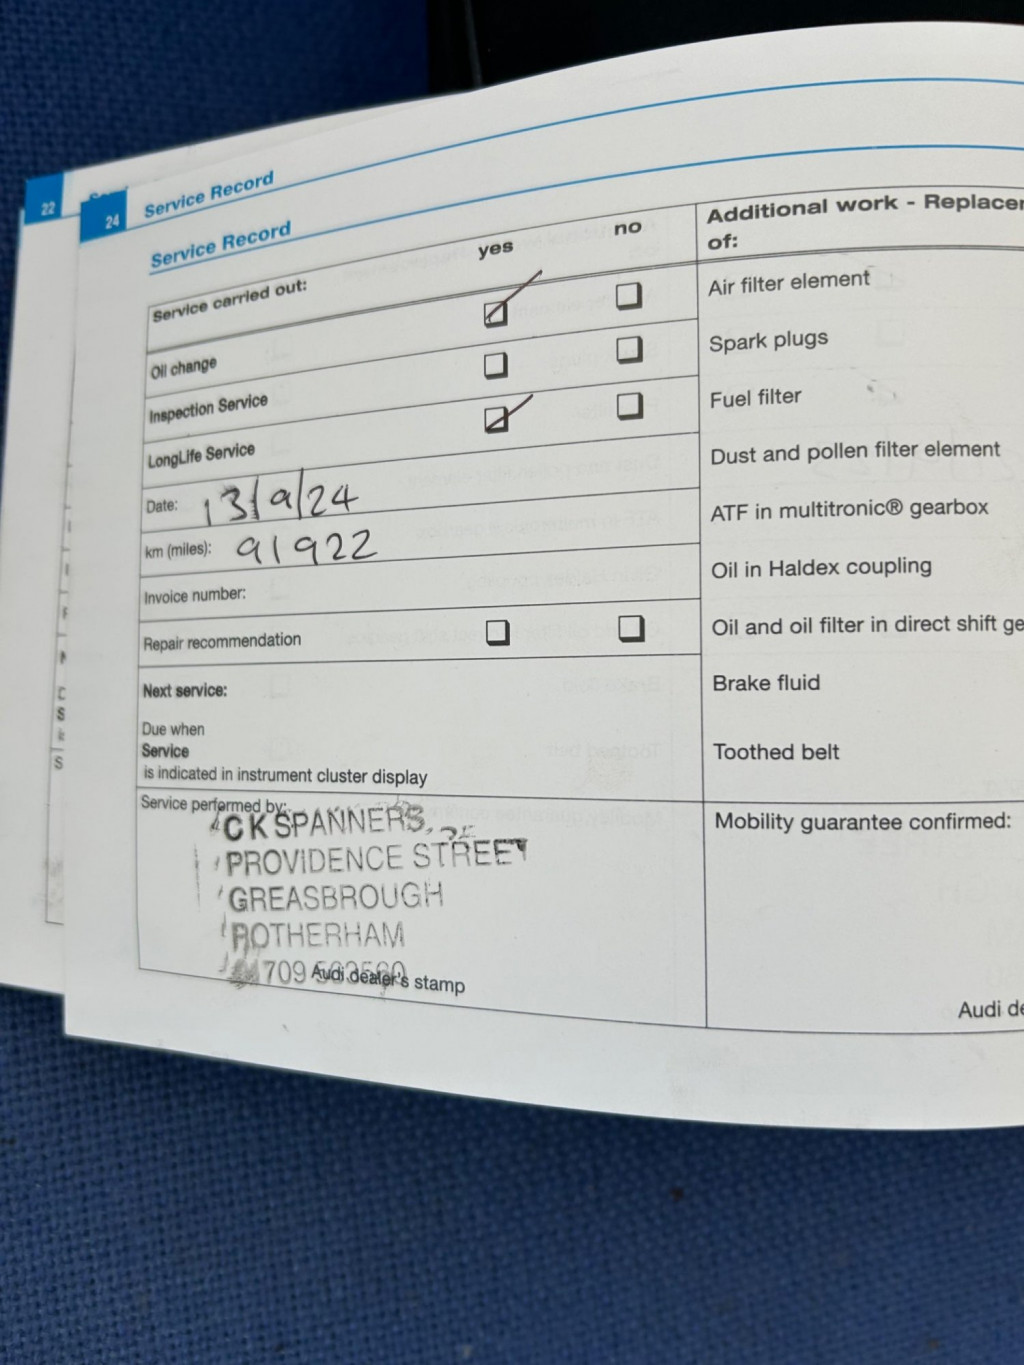 22
24
Service Record
Service Record
Service carried out:
yes
no
Oil change
Inspection Service
LongLife Service
Date: 13/9/24
km (miles): 91922
Invoice number:
Repair recommendation
Next service:
Due when
Service
is indicated in instrument cluster display
Service performed by:
CK SPANNERS,
PROVIDENCE STREET
GREASBROUGH
ROTHERHAM
709
Audi dealer's stamp
Additional work - Replacem
of:
Air filter element
Spark plugs
Fuel filter
Dust and pollen filter element
ATF in multitronic® gearbox
Oil in Haldex coupling
Oil and oil filter in direct shift ge
Brake fluid
Toothed belt
Mobility guarantee confirmed:
Audi de